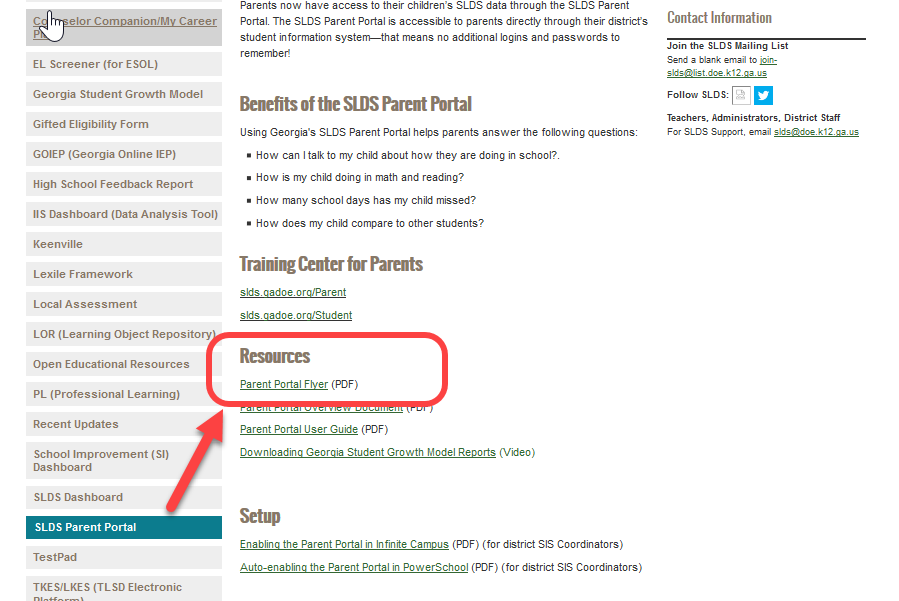 Counselor Companion/My Career
EL Screener (for ESOL)
Georgia Student Growth Model
Gifted Eligibility Form
GOIEP (Georgia Online IEP)
High School Feedback Report
IIS Dashboard (Data Analysis Tool)
Keenville
Lexile Framework
Local Assessment
LOR (Learning Object Repository)
Open Educational Resources
PL (Professional Learning)
Recent Updates
School Improvement (SI)
Dashboard
SLDS Dashboard
SLDS Parent Portal
TestPad
TKES/LKES (TLSD Electronic
Platform)
Parents now have access to their children's SLDS data through the SLDS Parent
Portal. The SLDS Parent Portal is accessible to parents directly through their district's
student information system—that means no additional logins and passwords to
remember!
Benefits of the SLDS Parent Portal
Using Georgia's SLDS Parent Portal helps parents answer the following questions:
▪ How can I talk to my child about how they are doing in school?.
▪ How is my child doing in math and reading?
▪ How many school days has my child missed?
▪ How does my child compare to other students?
Training Center for Parents
slds.gadoe.org/Parent
slds.gadoe.org/Student
Resources
Parent Portal Flyer (PDF)
Parent Portal Overview Document (PDF)
Parent Portal User Guide (PDF)
Downloading Georgia Student Growth Model Reports (Video)
Setup
Enabling the Parent Portal in Infinite Campus (PDF) (for district SIS Coordinators)
Auto-enabling the Parent Portal in PowerSchool (PDF) (for district SIS Coordinators)
Contact Information
Join the SLDS Mailing List
Send a blank email to join-
slds@list.doe.k12.ga.us
Follow SLDS:
Teachers, Administrators, District Staff
For SLDS Support, email slds@doe.k12.ga.us